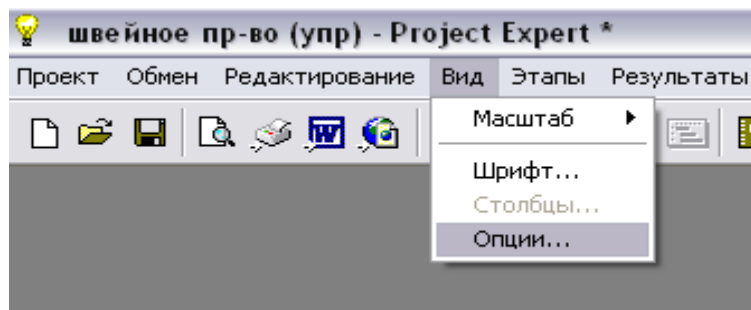 швейное пр-во (упр) - Project Expert *
Проект Обмен Редактирование Вид Этапы Результаты
Масштаб
Шрифт...
Столбцы...
Опции...